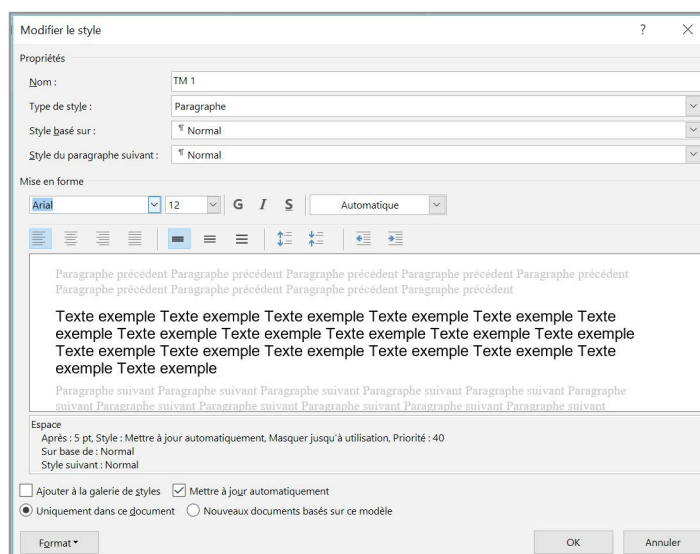 Modifier le style
Propriétés
Nom :
TM 1
Type de style :
Paragraphe
Style basé sur :
¶ Normal
Style du paragraphe suivant :
¶ Normal
Mise en forme
Arial 12 G I S Automatique
Paragraphe précédent Paragraphe précédent Paragraphe précédent Paragraphe précédent Paragraphe précédent
Paragraphe précédent Paragraphe précédent Paragraphe précédent Paragraphe précédent
Texte exemple Texte exemple Texte exemple Texte exemple Texte exemple Texte
exemple Texte exemple Texte exemple Texte exemple Texte exemple Texte exemple
Texte exemple Texte exemple Texte exemple Texte exemple Texte exemple Texte
exemple Texte exemple
Paragraphe suivant Paragraphe suivant Paragraphe suivant Paragraphe suivant Paragraphe suivant Paragraphe
suivant Paragraphe suivant Paragraphe suivant Paragraphe suivant Paragraphe suivant Paragraphe suivant
Espace
Après : 5 pt, Style : Mettre à jour automatiquement, Masquer jusqu'à utilisation, Priorité : 40
Sur base de : Normal
Style suivant : Normal
Ajouter à la galerie de styles Mettre à jour automatiquement
Uniquement dans ce document Nouveaux documents basés sur ce modèle
Format
OK
Annuler